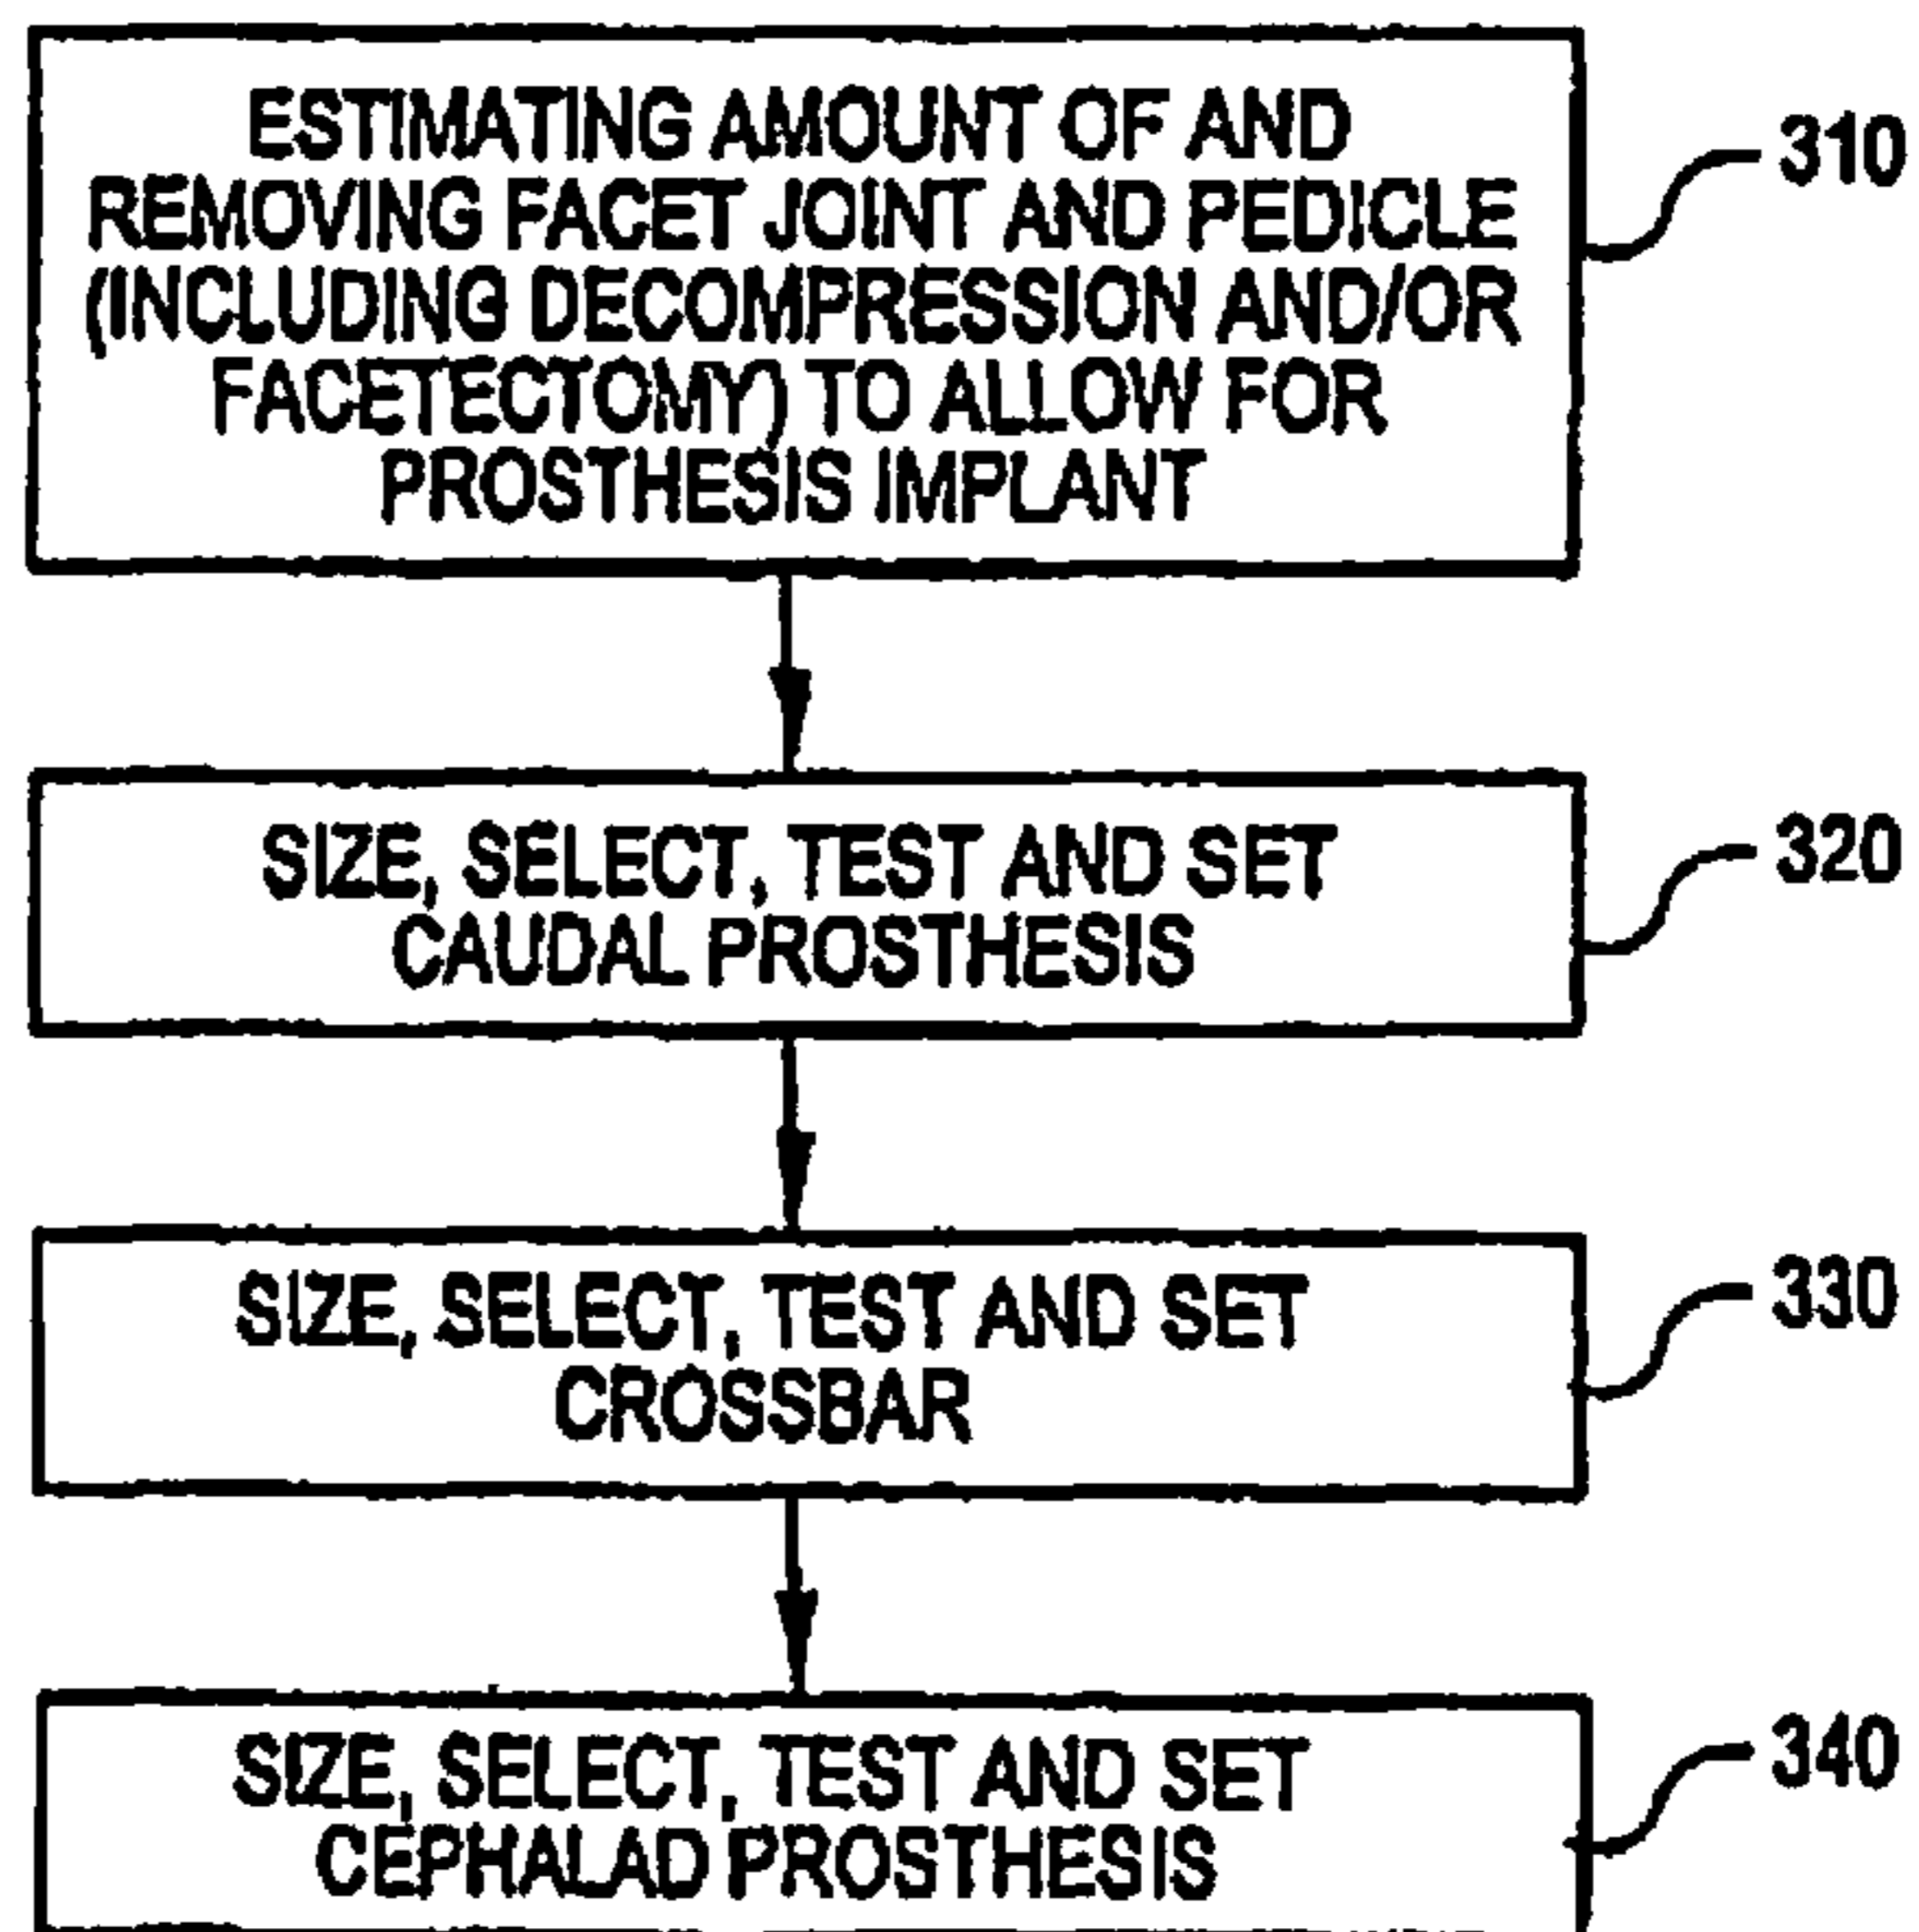 ESTIMATING AMOUNT OF AND
REMOVING FACET JOINT AND PEDICLE
(INCLUDING DECOMPRESSION AND/OR
FACETECTOMY) TO ALLOW FOR
PROSTHESIS IMPLANT
310
SIZE, SELECT, TEST AND SET
CAUDAL PROSTHESIS
320
SIZE, SELECT, TEST AND SET
CROSSBAR
330
SIZE, SELECT, TEST AND SET
CEPHALAD PROSTHESIS
340